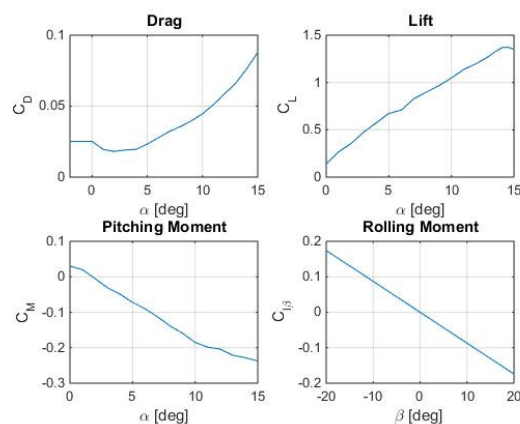 Drag
0.1
0.05
0
C_D
0 5 10 15
α [deg]
Lift
1.5
1
0.5
0
C_L
0 5 10 15
α [deg]
Pitching Moment
0.1
0
-0.1
-0.2
-0.3
C_M
0 5 10 15
α [deg]
Rolling Moment
0.2
0.1
0
-0.1
-0.2
C_lβ
-20 -10 0 10 20
β [deg]